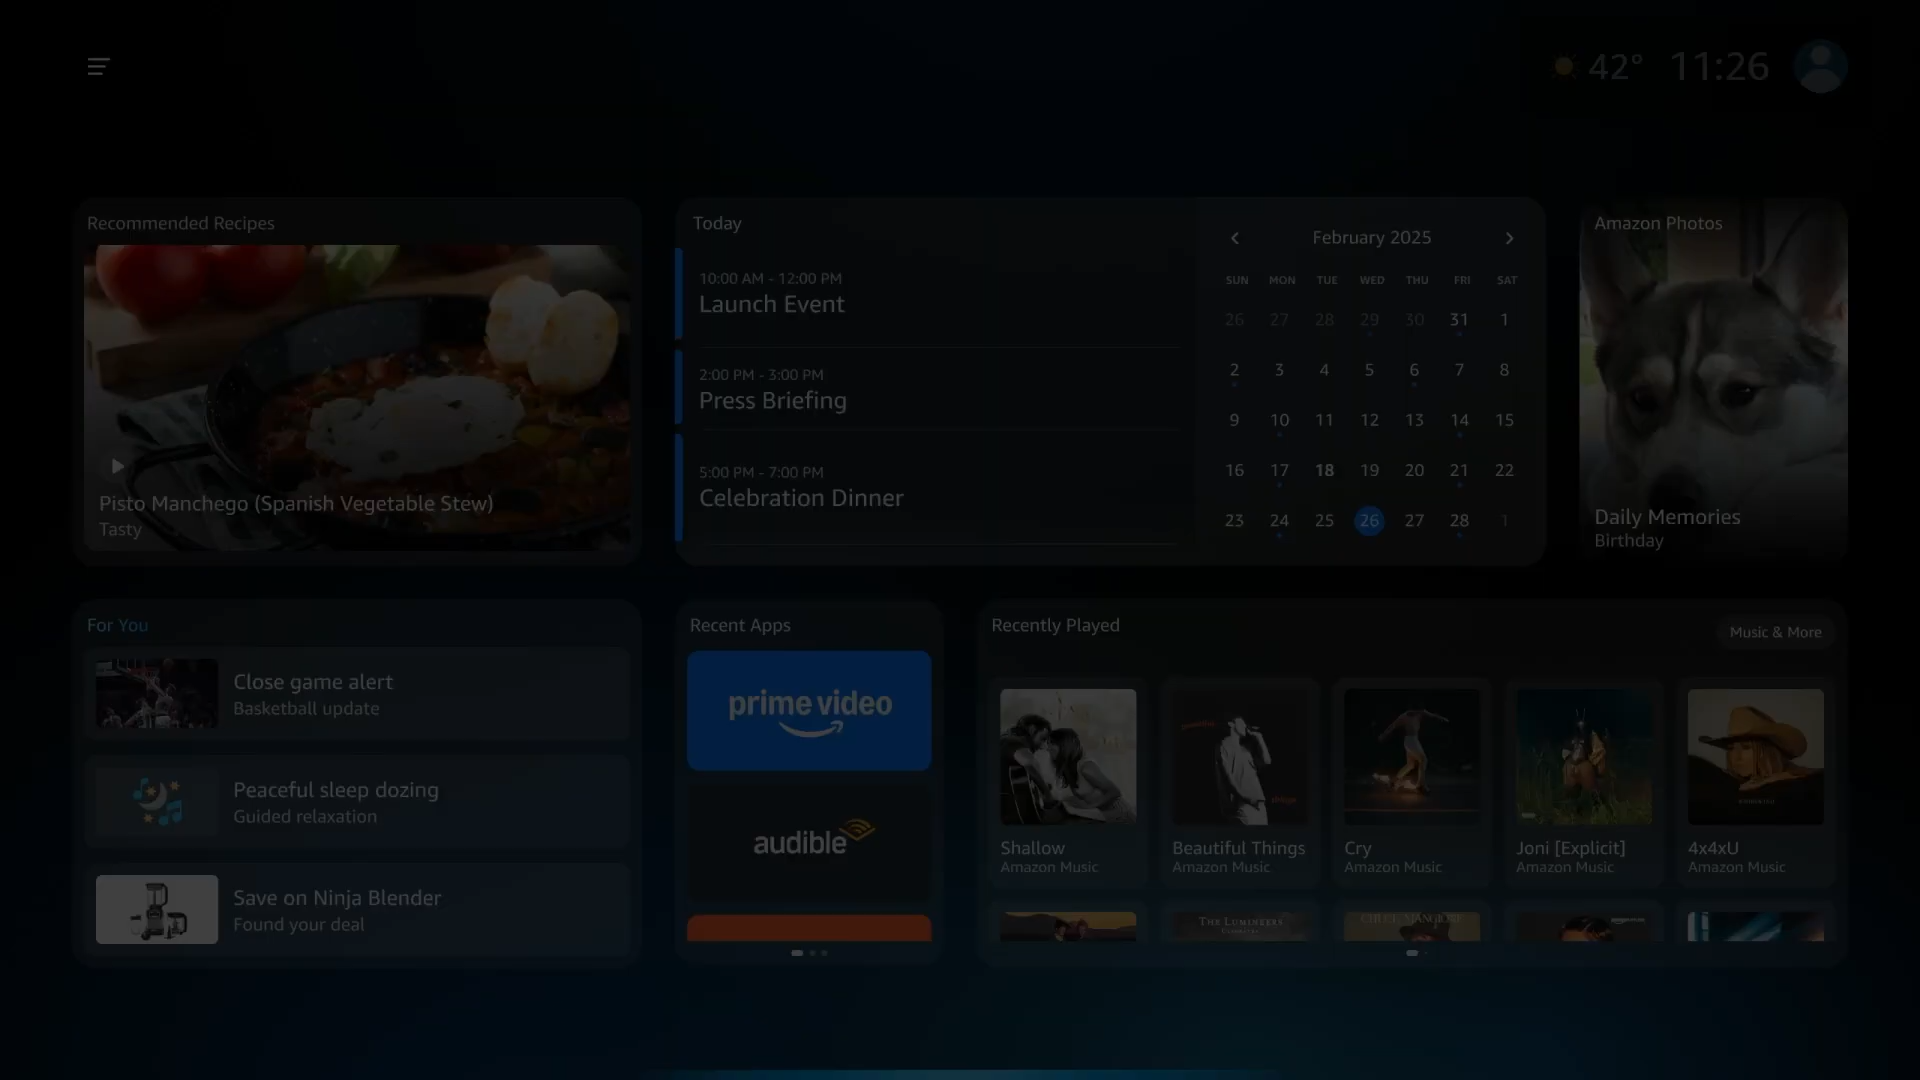 42° 11:26
Recommended Recipes
Pisto Manchego (Spanish Vegetable Stew)
Tasty
Today
10:00 AM - 12:00 PM
Launch Event
2:00 PM - 3:00 PM
Press Briefing
5:00 PM - 7:00 PM
Celebration Dinner
February 2025
SUN MON TUE WED THU FRI SAT
26 27 28 29 30 31 1
2 3 4 5 6 7 8
9 10 11 12 13 14 15
16 17 18 19 20 21 22
23 24 25 26 27 28 1
Amazon Photos
Daily Memories
Birthday
For You
Close game alert
Basketball update
Peaceful sleep dozing
Guided relaxation
Save on Ninja Blender
Found your deal
Recent Apps
prime video
audible
Recently Played
Music & More
Shallow
Amazon Music
Beautiful Things
Amazon Music
Cry
Amazon Music
Joni [Explicit]
Amazon Music
4x4xU
Amazon Music
THE LUMINEERS